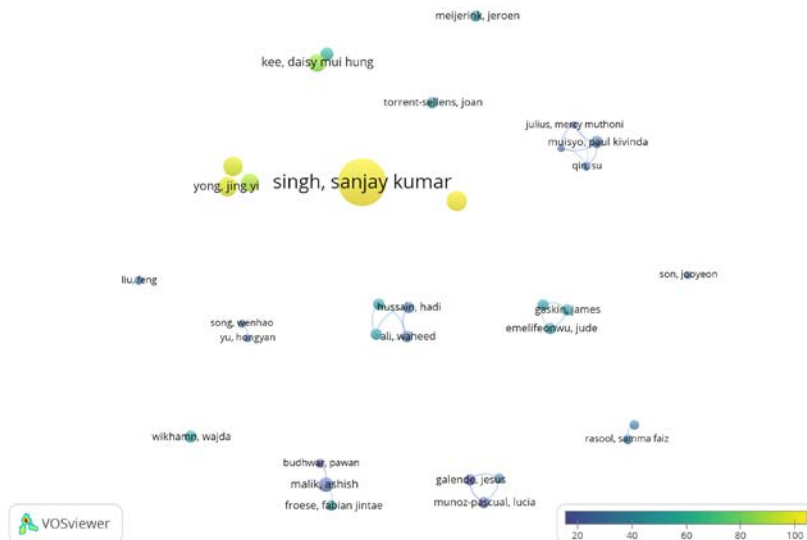 meijerink, jeroen
kee, daisy mui hung
torrent-sellens, joan
julius, mercy muthoni
muisyo, paul kivinda
qin, su
yong, jing yi
singh, sanjay kumar
liu, feng
son, jooyeon
hussain, hadi
gaskin, james
song, wenhao
emelifeonwu, jude
yu, hongyan
ali, waheed
wikhamn, wajda
rasool, samma faiz
budhwar, pawan
malik, ashish
galende, jesus
froese, fabian jintae
munoz-pascual, lucia
VOSviewer
20 40 60 80 100